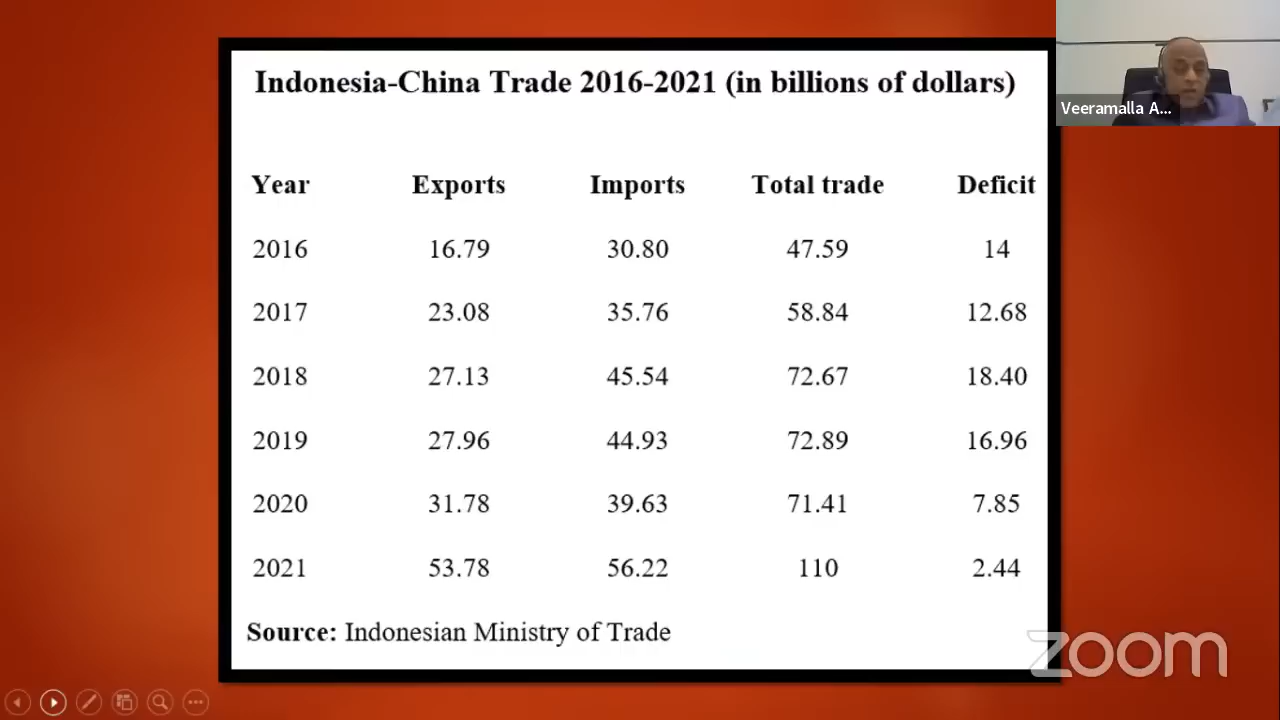 Indonesia-China Trade 2016-2021 (in billions of dollars)
Year Exports Imports Total trade Deficit
2016 16.79 30.80 47.59 14
2017 23.08 35.76 58.84 12.68
2018 27.13 45.54 72.67 18.40
2019 27.96 44.93 72.89 16.96
2020 31.78 39.63 71.41 7.85
2021 53.78 56.22 110 2.44
Source: Indonesian Ministry of Trade
Veeramalla A...
zoom